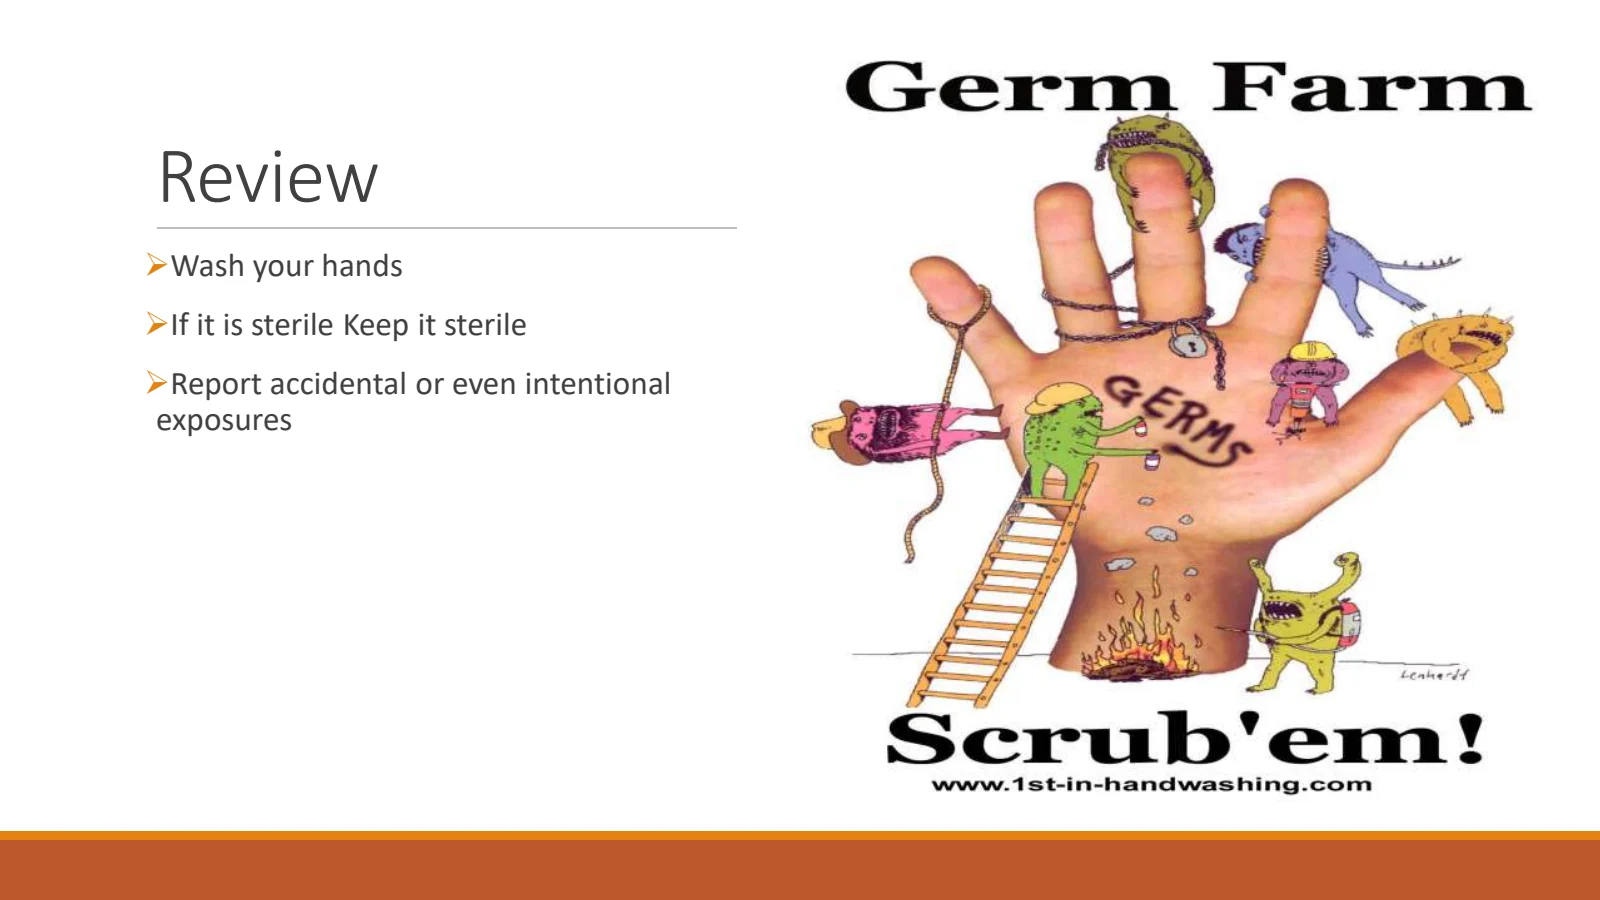 Review
Wash your hands
If it is sterile Keep it sterile
Report accidental or even intentional
exposures
Germ Farm
GERMS
Lenhardt
Scrub'em!
www.1st-in-handwashing.com